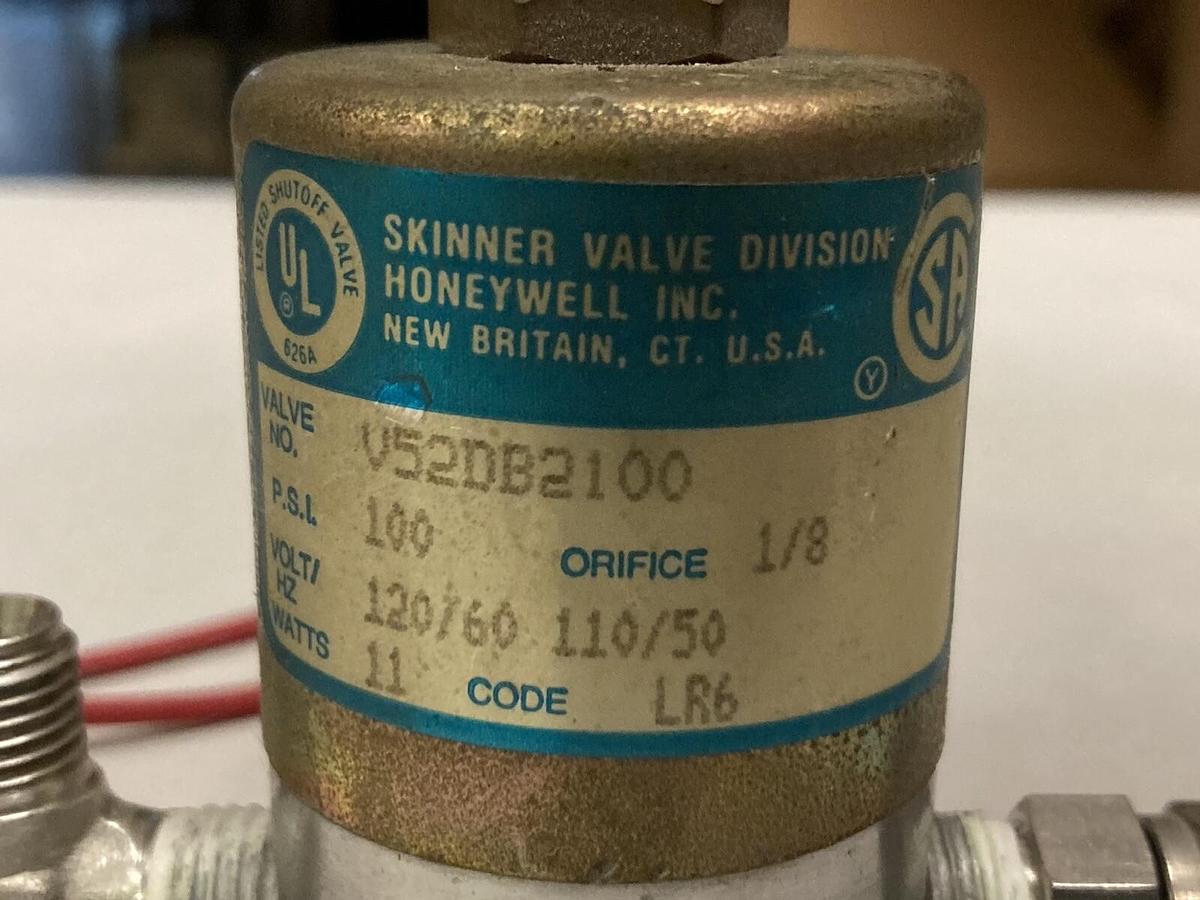 LISTED SHUTOFF VALVE
UL
®
626A
SKINNER VALVE DIVISION
HONEYWELL INC.
NEW BRITAIN, CT. U.S.A.
Y
SA
VALVE NO. V52DB2100
P.S.I. 100 ORIFICE 1/8
VOLT/HZ 120/60 110/50
WATTS 11 CODE LR6